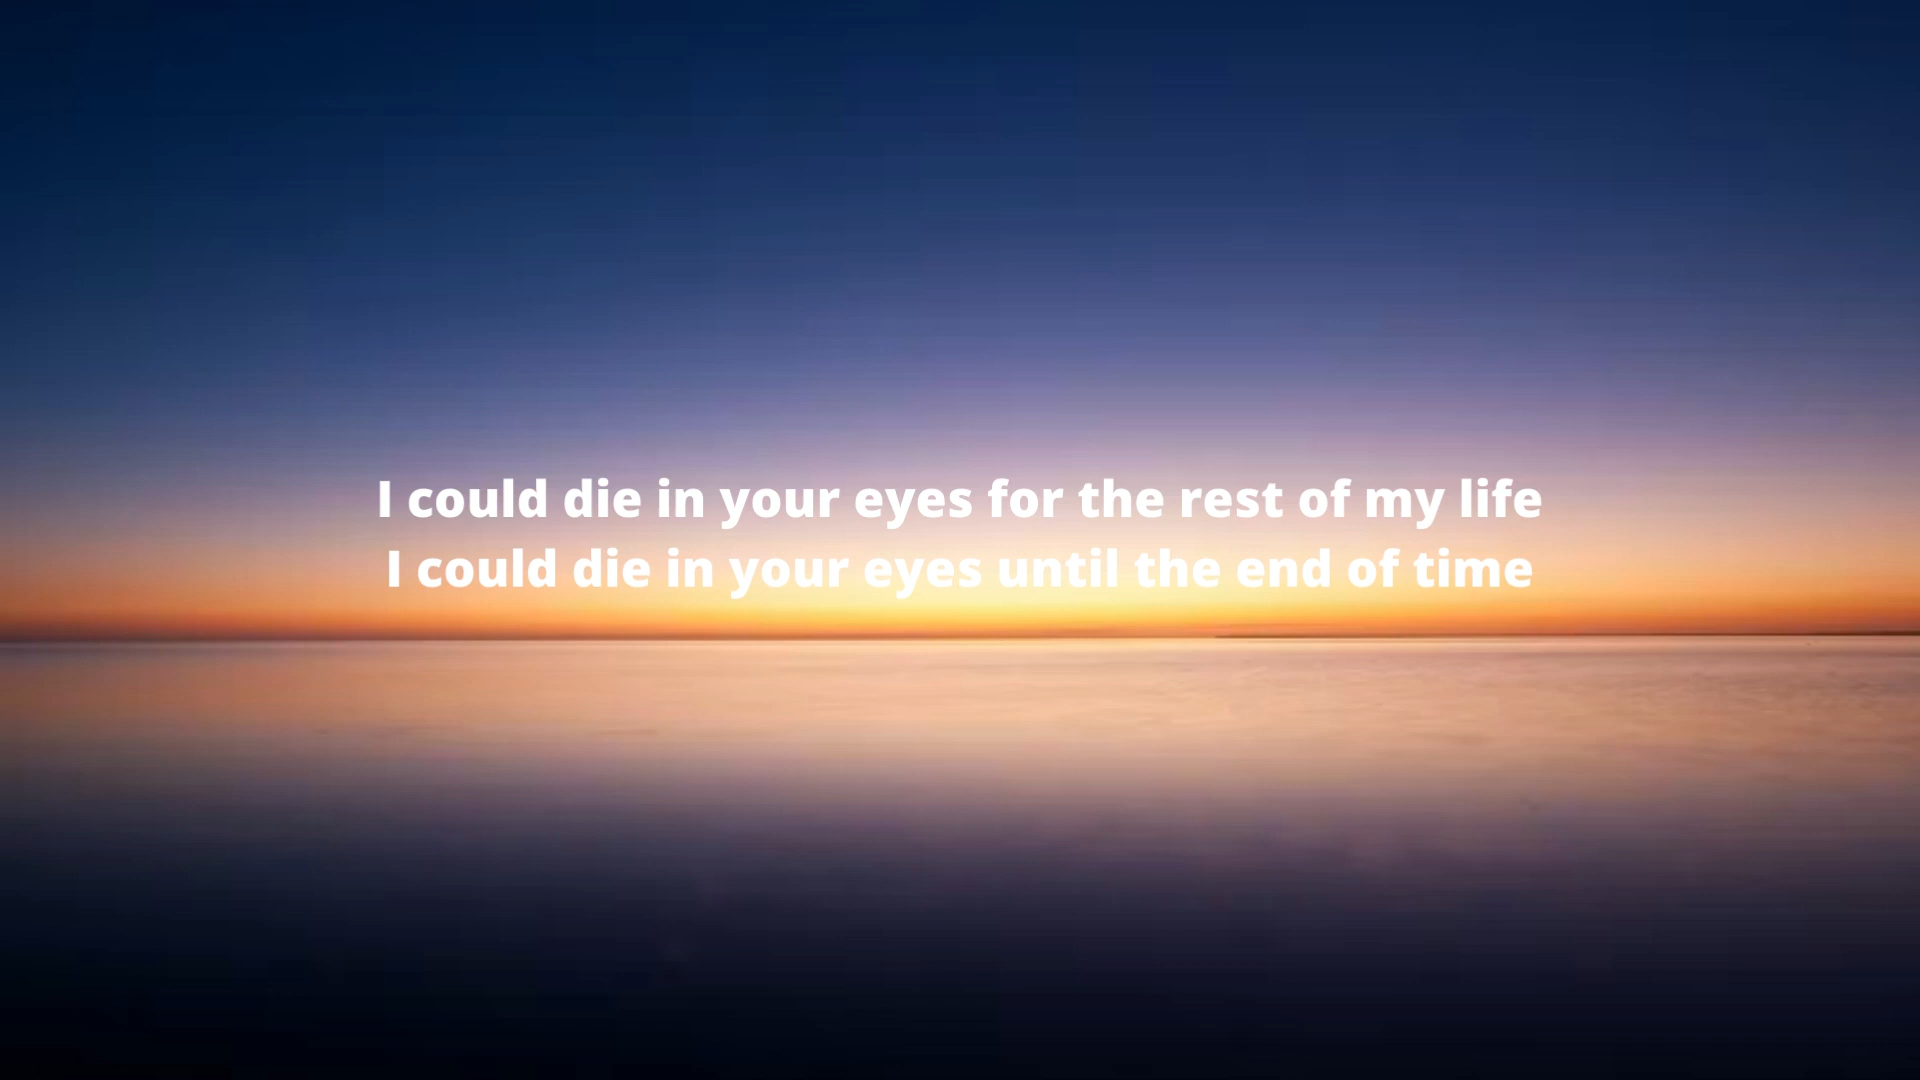 I could die in your eyes for the rest of my life
I could die in your eyes until the end of time